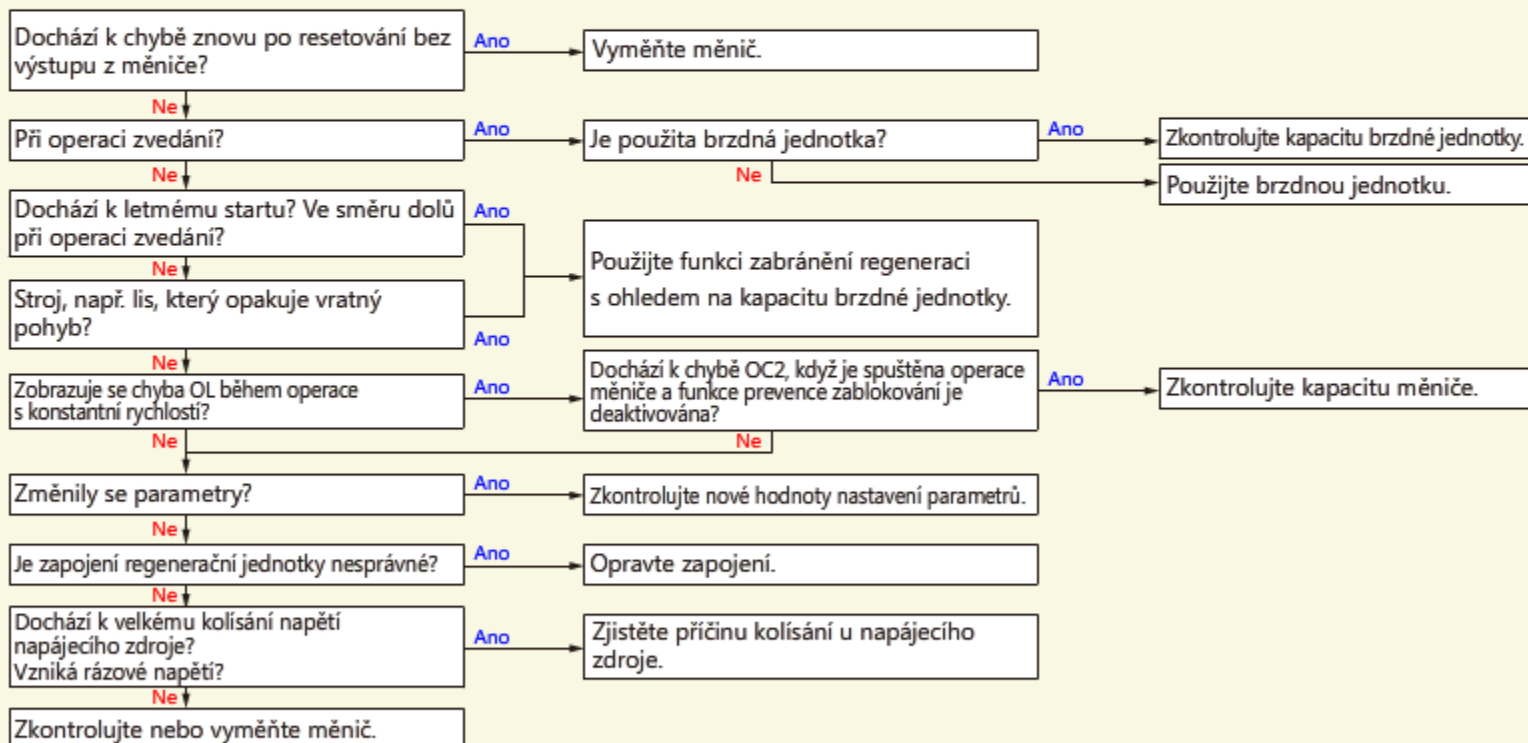 Dochází k chybě znovu po resetování bez
výstupu z měniče?
Ano
Vyměňte měnič.
Ne
Při operaci zvedání?
Ano
Je použita brzdná jednotka?
Ano
Zkontrolujte kapacitu brzdné jednotky.
Ne
Použijte brzdnou jednotku.
Ne
Dochází k letmému startu? Ve směru dolů
při operaci zvedání?
Ano
Použijte funkci zabránění regeneraci
s ohledem na kapacitu brzdné jednotky.
Ne
Stroj, např. lis, který opakuje vratný
pohyb?
Ano
Ne
Zobrazuje se chyba OL během operace
s konstantní rychlostí?
Ano
Dochází k chybě OC2, když je spuštěna operace
měniče a funkce prevence zablokování je
deaktivována?
Ano
Zkontrolujte kapacitu měniče.
Ne
Ne
Změnily se parametry?
Ano
Zkontrolujte nové hodnoty nastavení parametrů.
Ne
Je zapojení regenerační jednotky nesprávné?
Ano
Opravte zapojení.
Ne
Dochází k velkému kolísání napětí
napájecího zdroje?
Vzniká rázové napětí?
Ano
Zjistěte příčinu kolísání u napájecího
zdroje.
Ne
Zkontrolujte nebo vyměňte měnič.